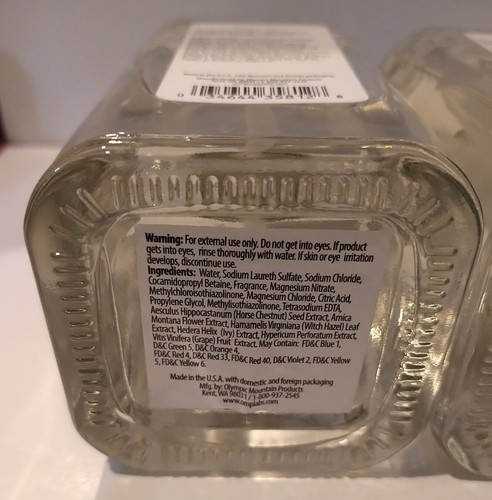 Warning: For external use only. Do not get into eyes. If product
gets into eyes, rinse thoroughly with water. If skin or eye irritation
develops, discontinue use.
Ingredients: Water, Sodium Laureth Sulfate, Sodium Chloride,
Cocamidopropyl Betaine, Fragrance, Magnesium Nitrate,
Methylchloroisothiazolinone, Magnesium Chloride, Citric Acid,
Propylene Glycol, Methylisothiazolinone, Tetrasodium EDTA,
Aesculus Hippocastanum (Horse Chestnut) Seed Extract, Arnica
Montana Flower Extract, Hamamelis Virginiana (Witch Hazel) Leaf
Extract, Hedera Helix (Ivy) Extract, Hypericum Perforatum Extract,
Vitis Vinifera (Grape) Fruit Extract. May Contain: FD&C Blue 1,
D&C Green 5, D&C Orange 4,
FD&C Red 4, D&C Red 33, FD&C Red 40, D&C Violet 2, FD&C Yellow
5, FD&C Yellow 6.
Made in the U.S.A. with domestic and foreign packaging
Mfg. by: Olympic Mountain Products
Kent, WA 98031 / 1-800-937-2545
www.omplabs.com